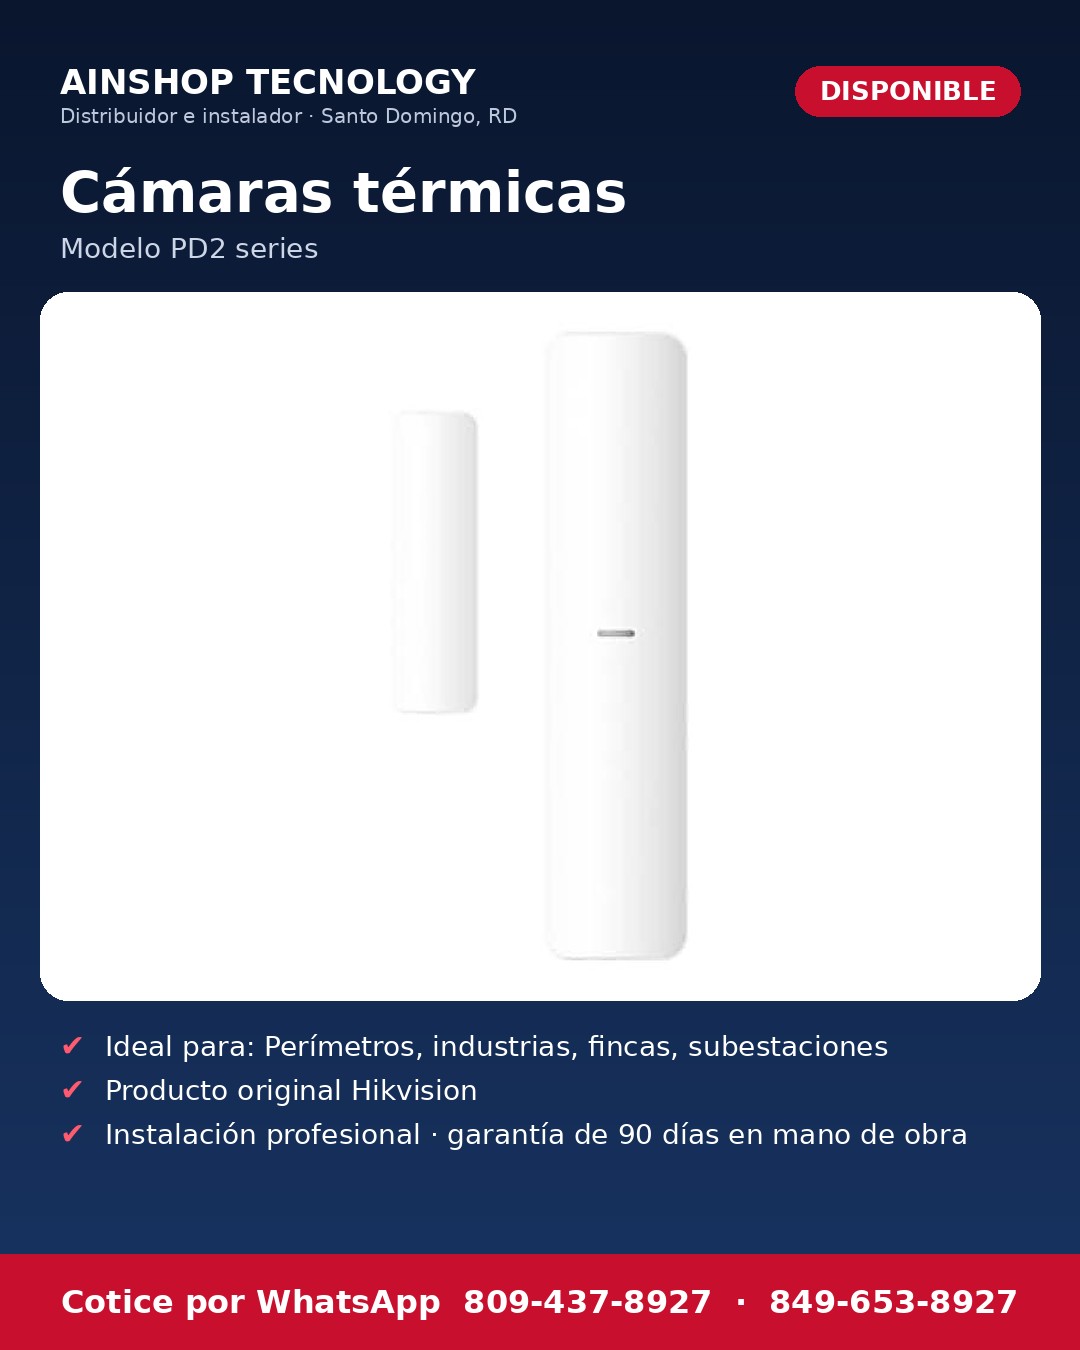 AINSHOP TECNOLOGY
DISPONIBLE
Distribuidor e instalador · Santo Domingo, RD
Cámaras térmicas
Modelo PD2 series
✔ Ideal para: Perímetros, industrias, fincas, subestaciones
✔ Producto original Hikvision
✔ Instalación profesional · garantía de 90 días en mano de obra
Cotice por WhatsApp 809-437-8927 · 849-653-8927